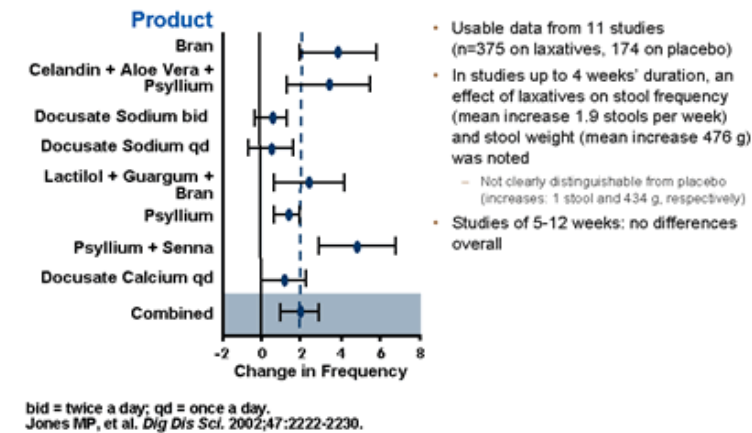 Product
Bran
Celandin + Aloe Vera +
Psyllium
Docusate Sodium bid
Docusate Sodium qd
Lactilol + Guargum +
Bran
Psyllium
Psyllium + Senna
Docusate Calcium qd
Combined
-2 0 2 4 6 8
Change in Frequency
• Usable data from 11 studies
(n=375 on laxatives, 174 on placebo)
• In studies up to 4 weeks' duration, an
effect of laxatives on stool frequency
(mean increase 1.9 stools per week)
and stool weight (mean increase 476 g)
was noted
– Not clearly distinguishable from placebo
(increases: 1 stool and 434 g, respectively)
• Studies of 5-12 weeks: no differences
overall
bid = twice a day; qd = once a day.
Jones MP, et al. Dig Dis Sci. 2002;47:2222-2230.